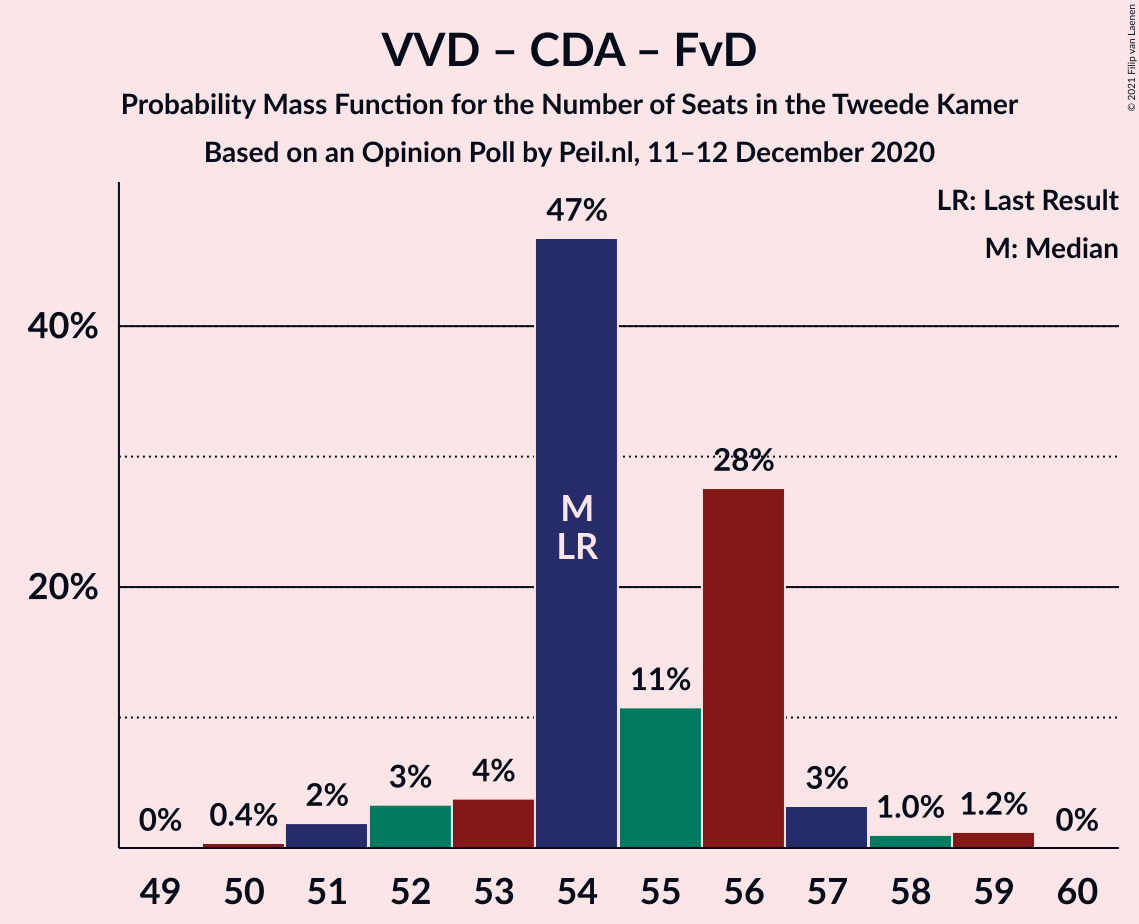 VVD – CDA – FvD
Probability Mass Function for the Number of Seats in the Tweede Kamer
Based on an Opinion Poll by Peil.nl, 11–12 December 2020
© 2021 Filip van Laenen
LR: Last Result
M: Median
40%
20%
0%
0.4%
2%
3%
4%
47%
11%
28%
3%
1.0%
1.2%
0%
M
LR
49 50 51 52 53 54 55 56 57 58 59 60